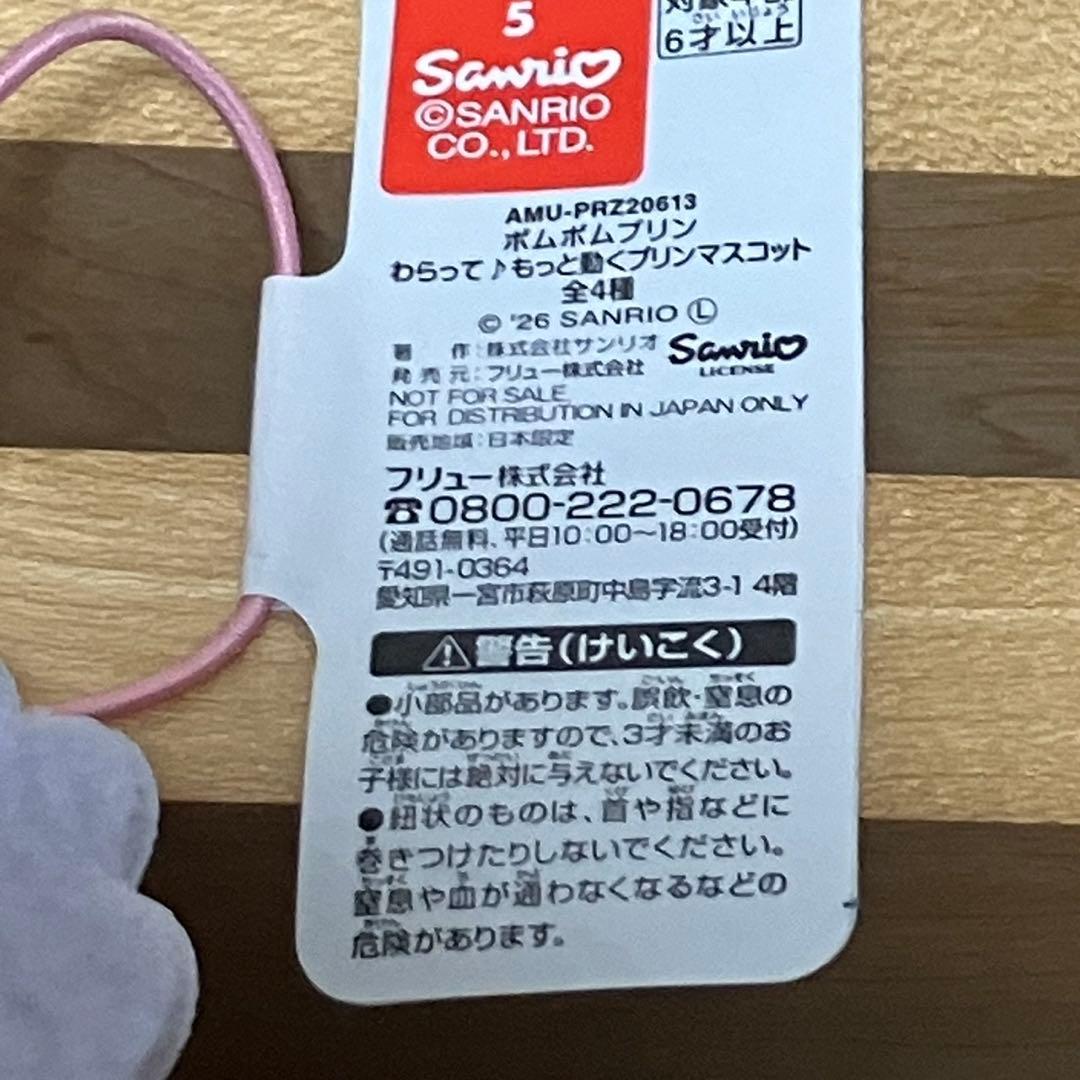 5
Sanrio
©SANRIO
CO., LTD.
対象年齢
6才以上
AMU-PRZ20613
ポムポムプリン
わらって♪もっと動くプリンマスコット
全4種
© '26 SANRIO Ⓛ
著 作:株式会社サンリオ
発 売 元:フリュー株式会社
Sanrio
LICENSE
NOT FOR SALE
FOR DISTRIBUTION IN JAPAN ONLY
販売地域:日本限定
フリュー株式会社
☎0800-222-0678
(通話無料、平日10:00〜18:00受付)
〒491-0364
愛知県一宮市萩原町中島字流3-1 4階
⚠警告(けいこく)
●小部品があります。誤飲・窒息の
危険がありますので、3才未満のお
子様には絶対に与えないでください。
●紐状のものは、首や指などに
巻きつけたりしないでください。
窒息や血が通わなくなるなどの
危険があります。